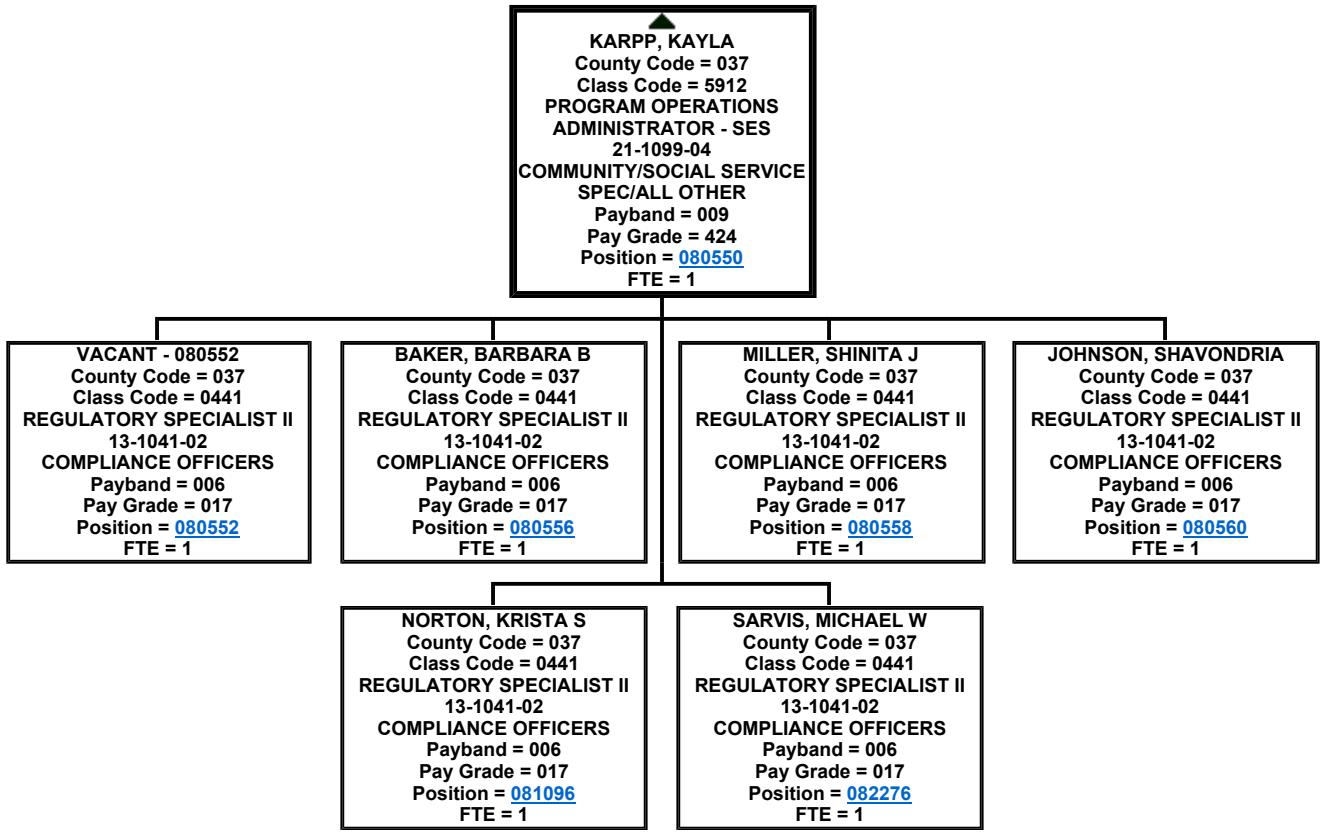 KARPP, KAYLA
County Code = 037
Class Code = 5912
PROGRAM OPERATIONS
ADMINISTRATOR - SES
21-1099-04
COMMUNITY/SOCIAL SERVICE
SPEC/ALL OTHER
Payband = 009
Pay Grade = 424
Position = 080550
FTE = 1
VACANT - 080552
County Code = 037
Class Code = 0441
REGULATORY SPECIALIST II
13-1041-02
COMPLIANCE OFFICERS
Payband = 006
Pay Grade = 017
Position = 080552
FTE = 1
BAKER, BARBARA B
County Code = 037
Class Code = 0441
REGULATORY SPECIALIST II
13-1041-02
COMPLIANCE OFFICERS
Payband = 006
Pay Grade = 017
Position = 080556
FTE = 1
MILLER, SHINITA J
County Code = 037
Class Code = 0441
REGULATORY SPECIALIST II
13-1041-02
COMPLIANCE OFFICERS
Payband = 006
Pay Grade = 017
Position = 080558
FTE = 1
JOHNSON, SHAVONDRIA
County Code = 037
Class Code = 0441
REGULATORY SPECIALIST II
13-1041-02
COMPLIANCE OFFICERS
Payband = 006
Pay Grade = 017
Position = 080560
FTE = 1
NORTON, KRISTA S
County Code = 037
Class Code = 0441
REGULATORY SPECIALIST II
13-1041-02
COMPLIANCE OFFICERS
Payband = 006
Pay Grade = 017
Position = 081096
FTE = 1
SARVIS, MICHAEL W
County Code = 037
Class Code = 0441
REGULATORY SPECIALIST II
13-1041-02
COMPLIANCE OFFICERS
Payband = 006
Pay Grade = 017
Position = 082276
FTE = 1